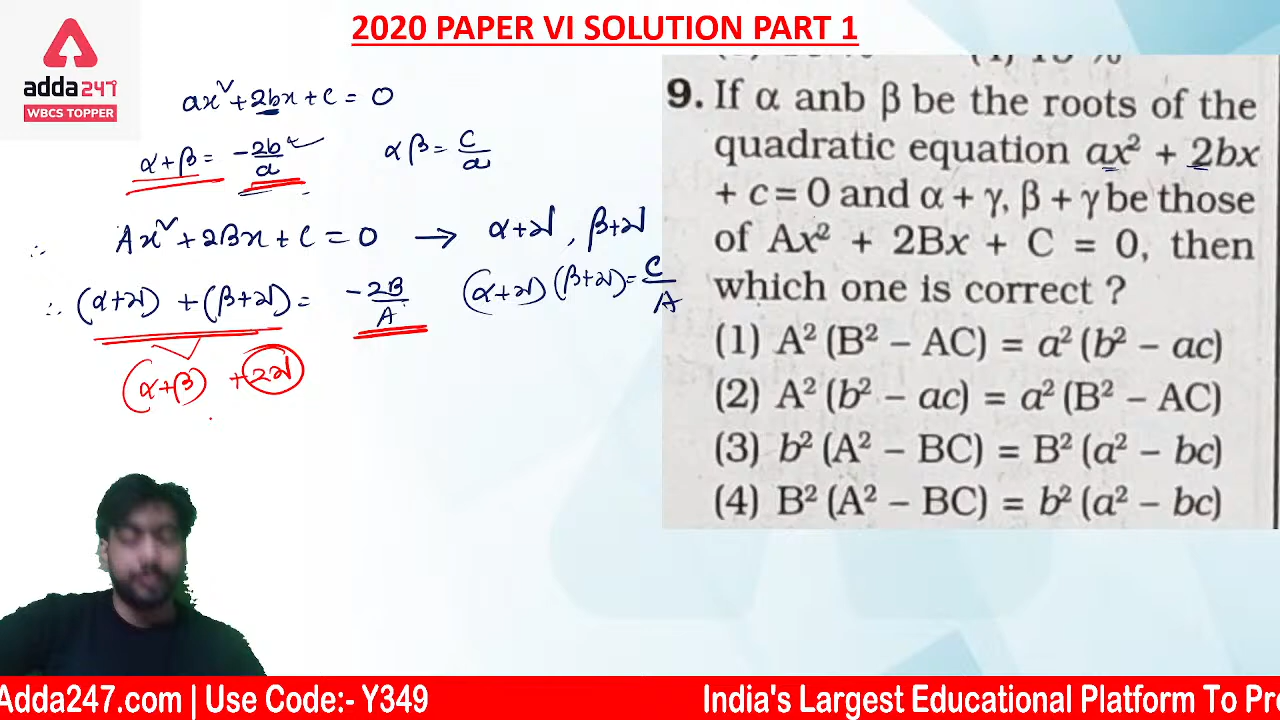 2020 PAPER VI SOLUTION PART 1
adda247
WBCS TOPPER
ax² + 2bx + c = 0
α + β = -2b/a αβ = c/a
∴ Ax² + 2Bx + C = 0 → α+γ, β+γ
∴ (α+γ) + (β+γ) = -2B/A (α+γ)(β+γ) = C/A
(α+β) + 2γ
9. If α anb β be the roots of the
quadratic equation ax² + 2bx
+ c = 0 and α + γ, β + γ be those
of Ax² + 2Bx + C = 0, then
which one is correct ?
(1) A² (B² – AC) = a² (b² – ac)
(2) A² (b² – ac) = a² (B² – AC)
(3) b² (A² – BC) = B² (a² – bc)
(4) B² (A² – BC) = b² (a² – bc)
Adda247.com | Use Code:- Y349
India's Largest Educational Platform To Pre